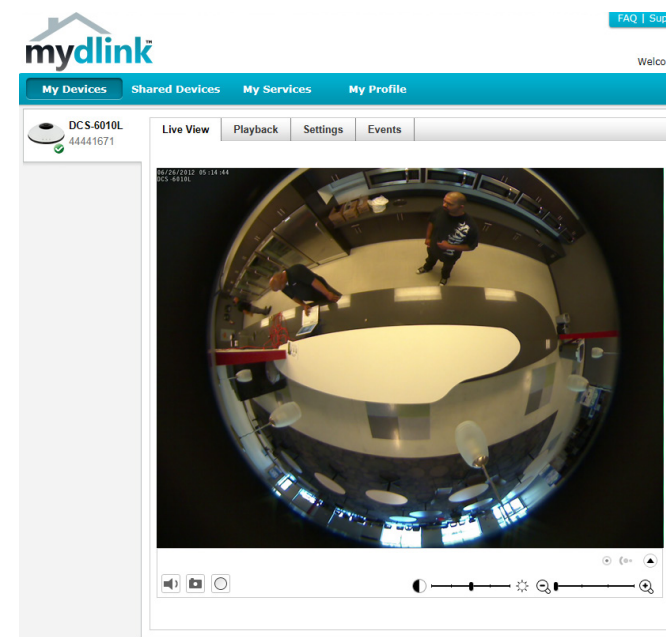 FAQ | Sup
mydlink™
Welco
My Devices Shared Devices My Services My Profile
DCS-6010L
44441671
Live View Playback Settings Events
06/26/2012 05:14:44
DCS-6010L